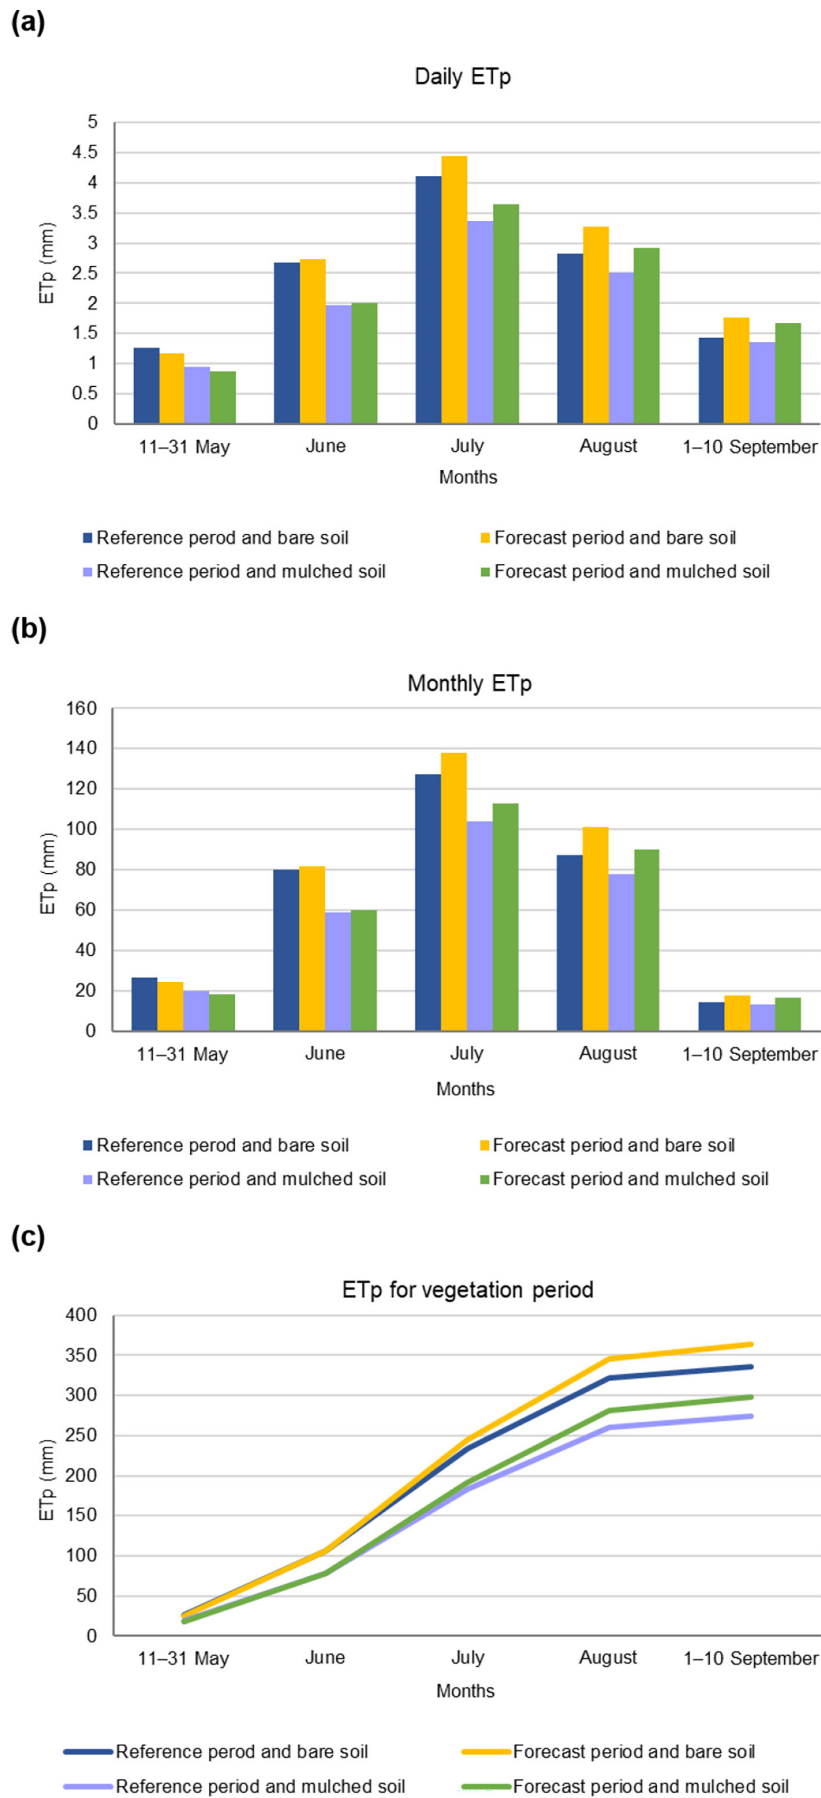 (a)
Daily ETp
5
4.5
4
3.5
3
2.5
2
1.5
1
0.5
0
ETp (mm)
11–31 May June July August 1–10 September
Months
Reference perod and bare soil Forecast period and bare soil
Reference period and mulched soil Forecast period and mulched soil
(b)
Monthly ETp
160
140
120
100
80
60
40
20
0
ETp (mm)
11–31 May June July August 1–10 September
Months
Reference perod and bare soil Forecast period and bare soil
Reference period and mulched soil Forecast period and mulched soil
(c)
ETp for vegetation period
400
350
300
250
200
150
100
50
0
ETp (mm)
11–31 May June July August 1–10 September
Months
Reference perod and bare soil Forecast period and bare soil
Reference period and mulched soil Forecast period and mulched soil